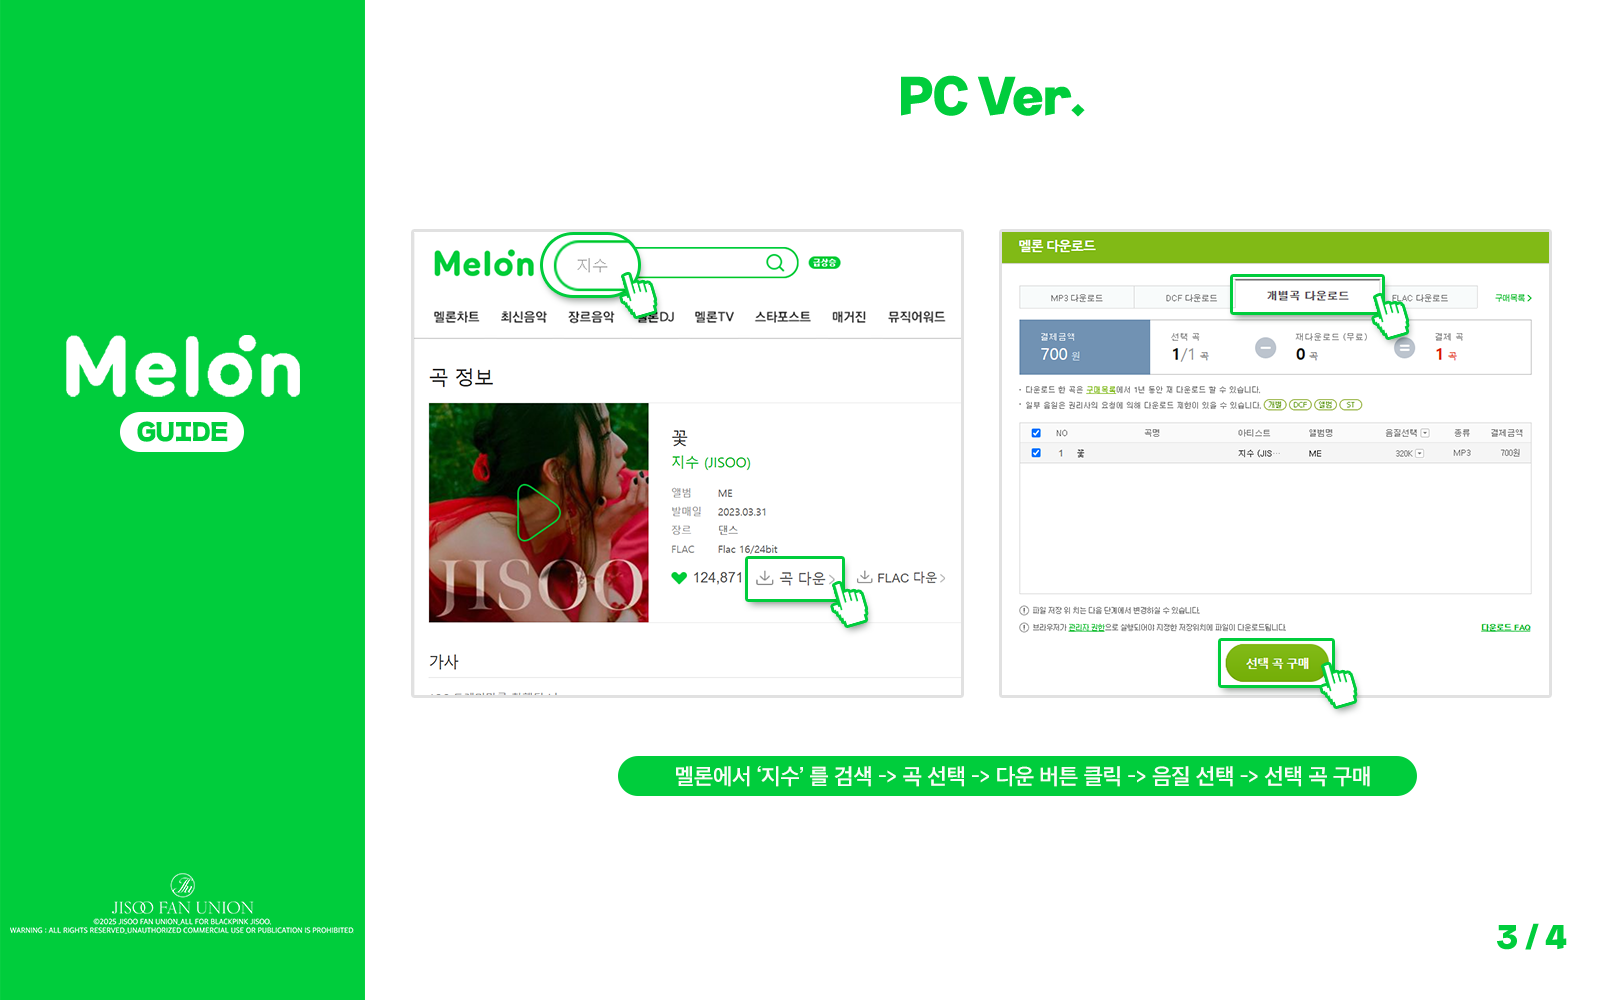 PC Ver.
Melon
GUIDE
Melon
지수
급상승
멜론차트 최신음악 장르음악 멜론DJ 멜론TV 스타포스트 매거진 뮤직어워드
곡 정보
꽃
지수 (JISOO)
앨범 ME
발매일 2023.03.31
장르 댄스
FLAC Flac 16/24bit
124,871 곡 다운 FLAC 다운
JISOO
가사
멜론 다운로드
MP3 다운로드 DCF 다운로드 개별곡 다운로드 FLAC 다운로드 구매목록
결제금액
700 원
선택 곡
1/1 곡
재다운로드 (무료)
0 곡
결제 곡
1 곡
· 다운로드 한 곡은 구매목록에서 1년 동안 재 다운로드 할 수 있습니다.
· 일부 음원은 권리사의 요청에 의해 다운로드 제한이 있을 수 있습니다. 개별 DCF 앨범 ST
NO 곡명 아티스트 앨범명 음질선택 종류 결제금액
1 꽃 지수 (JIS… ME 320K MP3 700원
파일 저장 위 치는 다음 단계에서 변경하실 수 있습니다.
브라우저가 관리자 권한으로 실행되어야 지정한 저장위치에 파일이 다운로드됩니다.
다운로드 FAQ
선택 곡 구매
멜론에서 ‘지수’ 를 검색 -> 곡 선택 -> 다운 버튼 클릭 -> 음질 선택 -> 선택 곡 구매
JISOO FAN UNION
©2025 JISOO FAN UNION_ALL FOR BLACKPINK JISOO.
WARNING : ALL RIGHTS RESERVED_UNAUTHORIZED COMMERCIAL USE OR PUBLICATION IS PROHIBITED
3 / 4